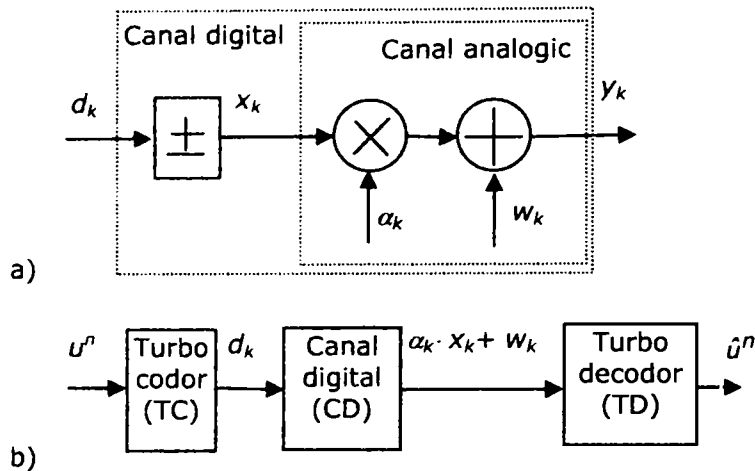 Canal digital
Canal analogic
d_k
±
x_k
y_k
α_k
w_k
a)
u^n
Turbo
codor
(TC)
d_k
Canal
digital
(CD)
α_k· x_k + w_k
Turbo
decodor
(TD)
û^n
b)